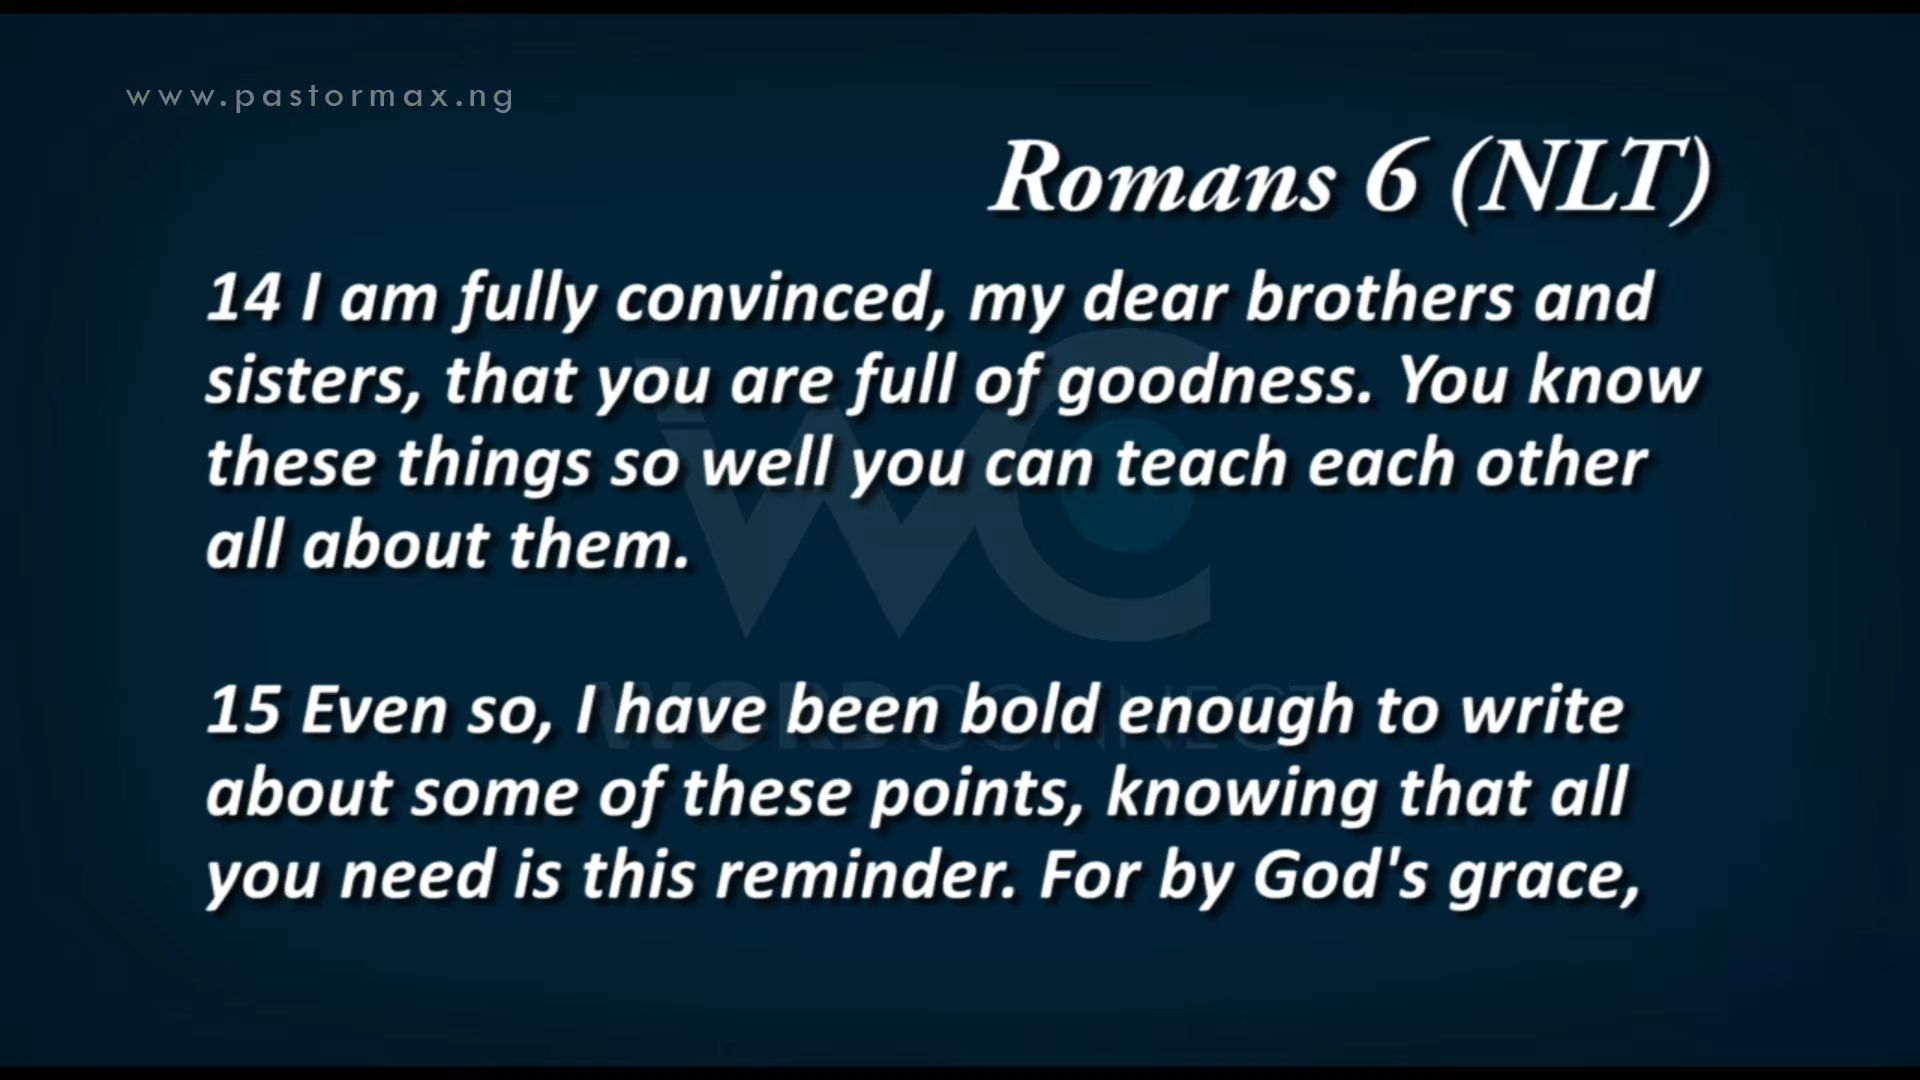 www.pastormax.ng
Romans 6 (NLT)
14 I am fully convinced, my dear brothers and
sisters, that you are full of goodness. You know
these things so well you can teach each other
all about them.
15 Even so, I have been bold enough to write
about some of these points, knowing that all
you need is this reminder. For by God's grace,
WC
WORDCONNECT